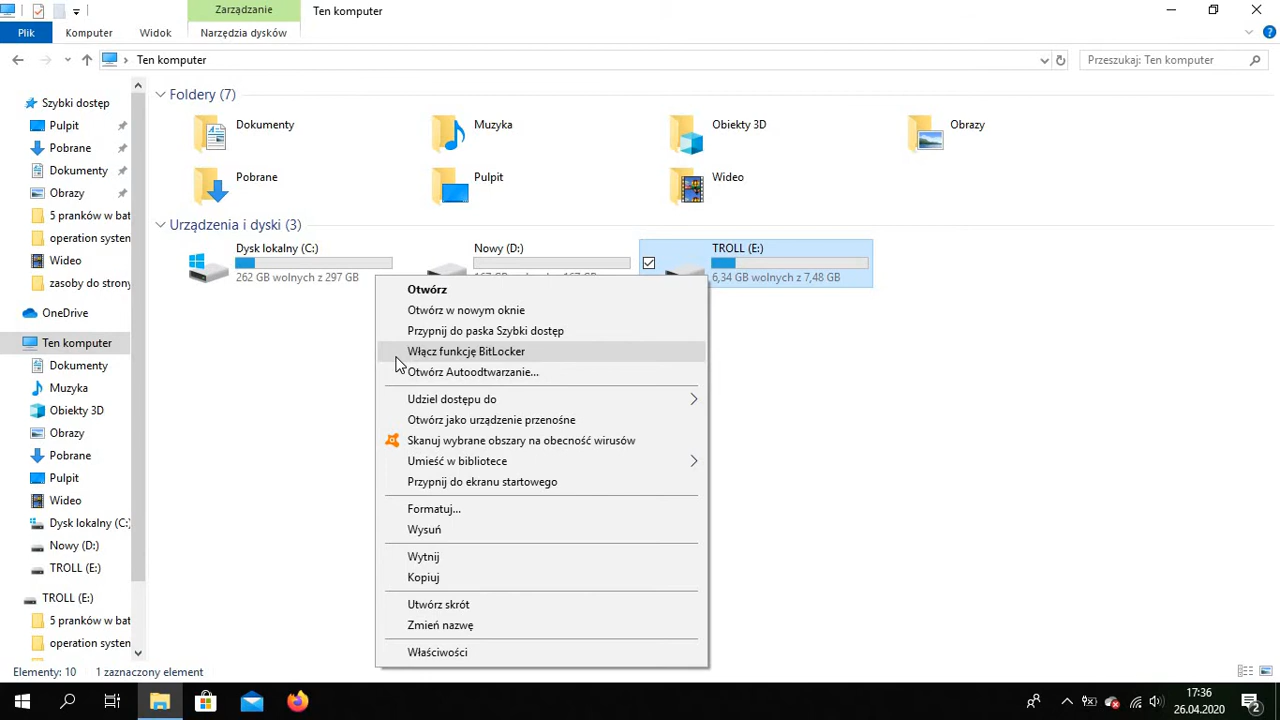 Zarządzanie
Ten komputer
Plik
Komputer
Widok
Narzędzia dysków
Ten komputer
Przeszukaj: Ten komputer
Szybki dostęp
Pulpit
Pobrane
Dokumenty
Obrazy
5 pranków w bat
operation system
Wideo
zasoby do strony
OneDrive
Ten komputer
Dokumenty
Muzyka
Obiekty 3D
Obrazy
Pobrane
Pulpit
Wideo
Dysk lokalny (C:)
Nowy (D:)
TROLL (E:)
TROLL (E:)
5 pranków w bat
operation system
Foldery (7)
Dokumenty
Muzyka
Obiekty 3D
Obrazy
Pobrane
Pulpit
Wideo
Urządzenia i dyski (3)
Dysk lokalny (C:)
262 GB wolnych z 297 GB
Nowy (D:)
TROLL (E:)
6,34 GB wolnych z 7,48 GB
Otwórz
Otwórz w nowym oknie
Przypnij do paska Szybki dostęp
Włącz funkcję BitLocker
Otwórz Autoodtwarzanie...
Udziel dostępu do
Otwórz jako urządzenie przenośne
Skanuj wybrane obszary na obecność wirusów
Umieść w bibliotece
Przypnij do ekranu startowego
Formatuj...
Wysuń
Wytnij
Kopiuj
Utwórz skrót
Zmień nazwę
Właściwości
Elementy: 10
1 zaznaczony element
17:36
26.04.2020
2